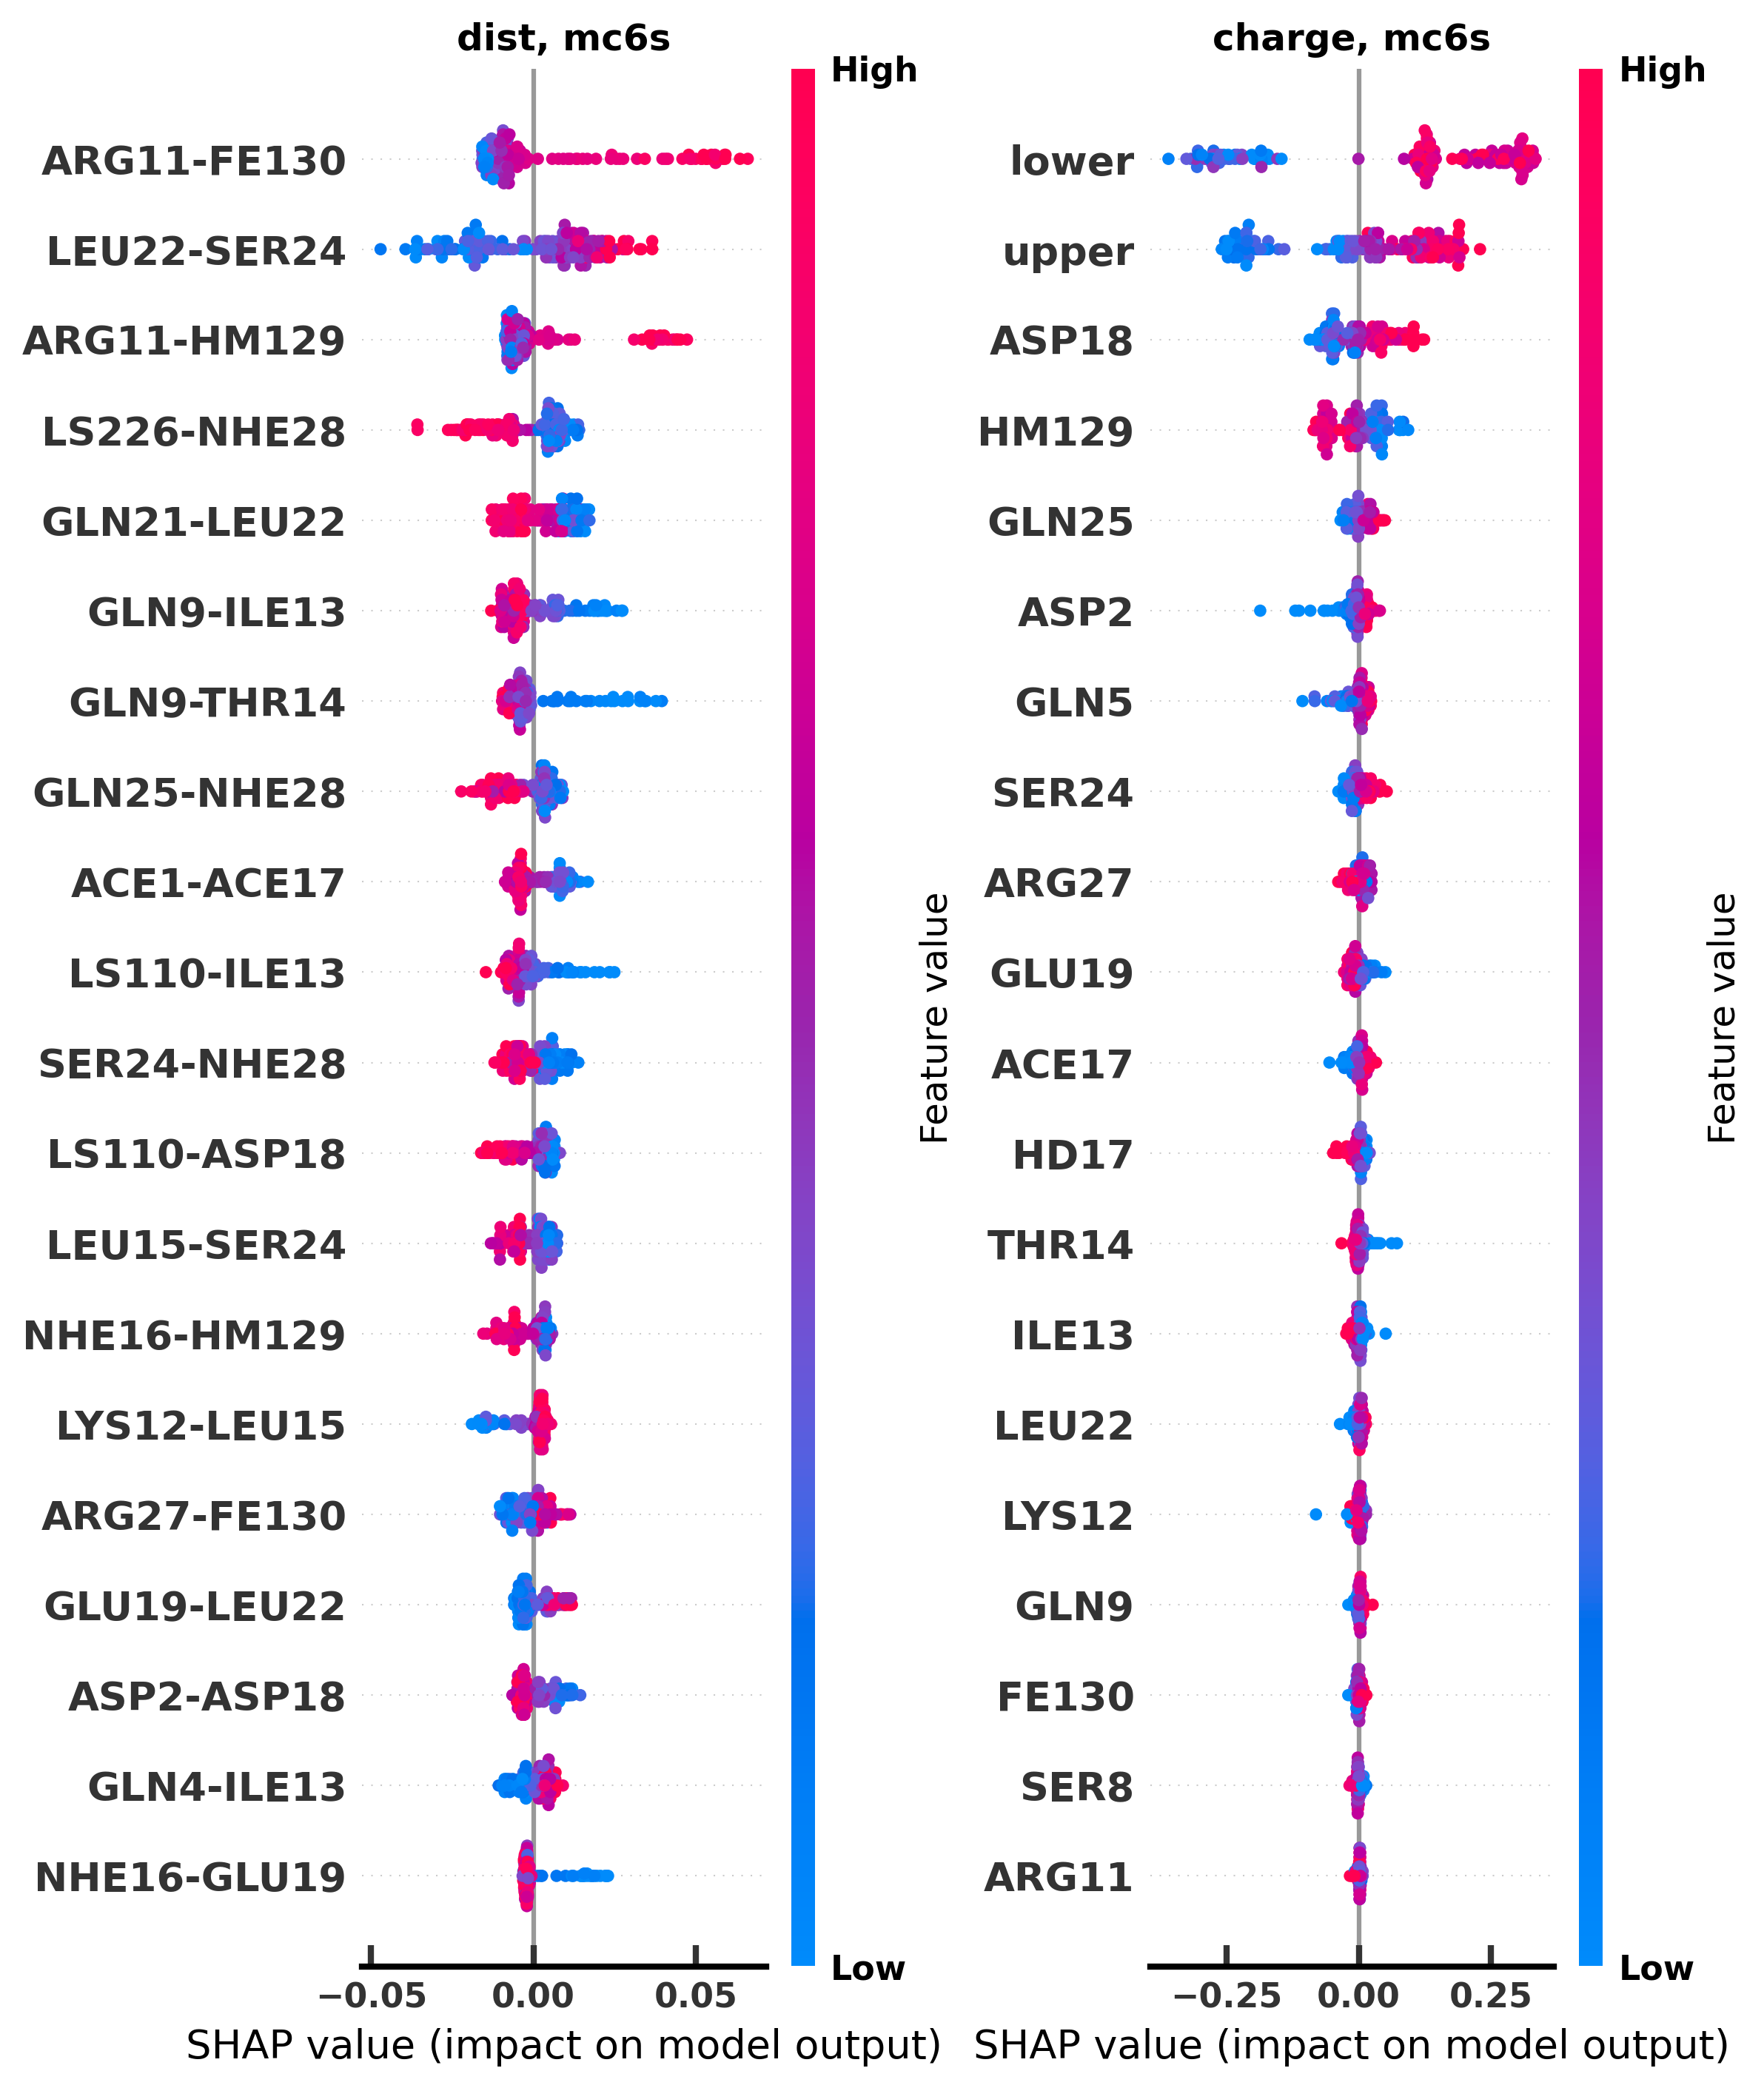 dist, mc6s
High
ARG11-FE130
LEU22-SER24
ARG11-HM129
LS226-NHE28
GLN21-LEU22
GLN9-ILE13
GLN9-THR14
GLN25-NHE28
ACE1-ACE17
LS110-ILE13
SER24-NHE28
LS110-ASP18
LEU15-SER24
NHE16-HM129
LYS12-LEU15
ARG27-FE130
GLU19-LEU22
ASP2-ASP18
GLN4-ILE13
NHE16-GLU19
Feature value
Low
−0.05 0.00 0.05
SHAP value (impact on model output)
charge, mc6s
High
lower
upper
ASP18
HM129
GLN25
ASP2
GLN5
SER24
ARG27
GLU19
ACE17
HD17
THR14
ILE13
LEU22
LYS12
GLN9
FE130
SER8
ARG11
Feature value
Low
−0.25 0.00 0.25
SHAP value (impact on model output)